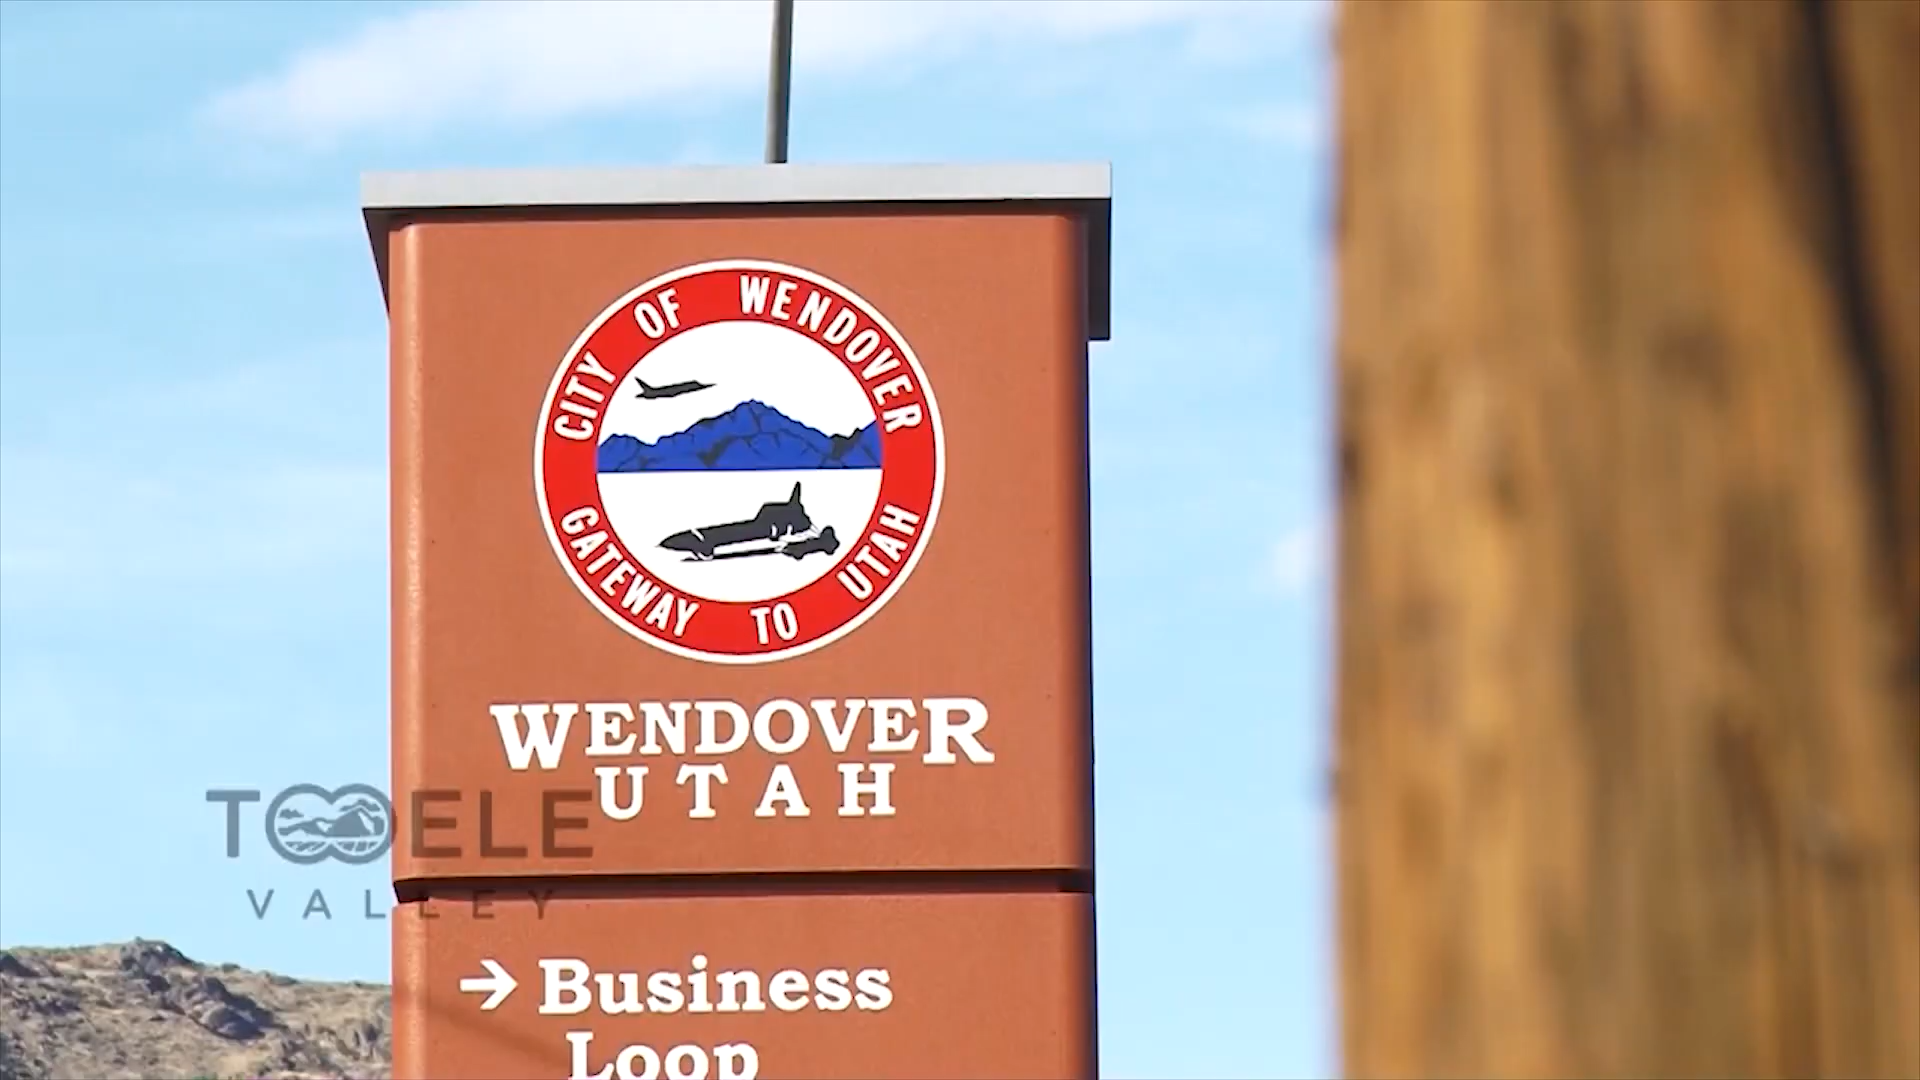 CITY OF WENDOVER
GATEWAY TO UTAH
WENDOVER
UTAH
TOOELE
VALLEY
→ Business
Loop